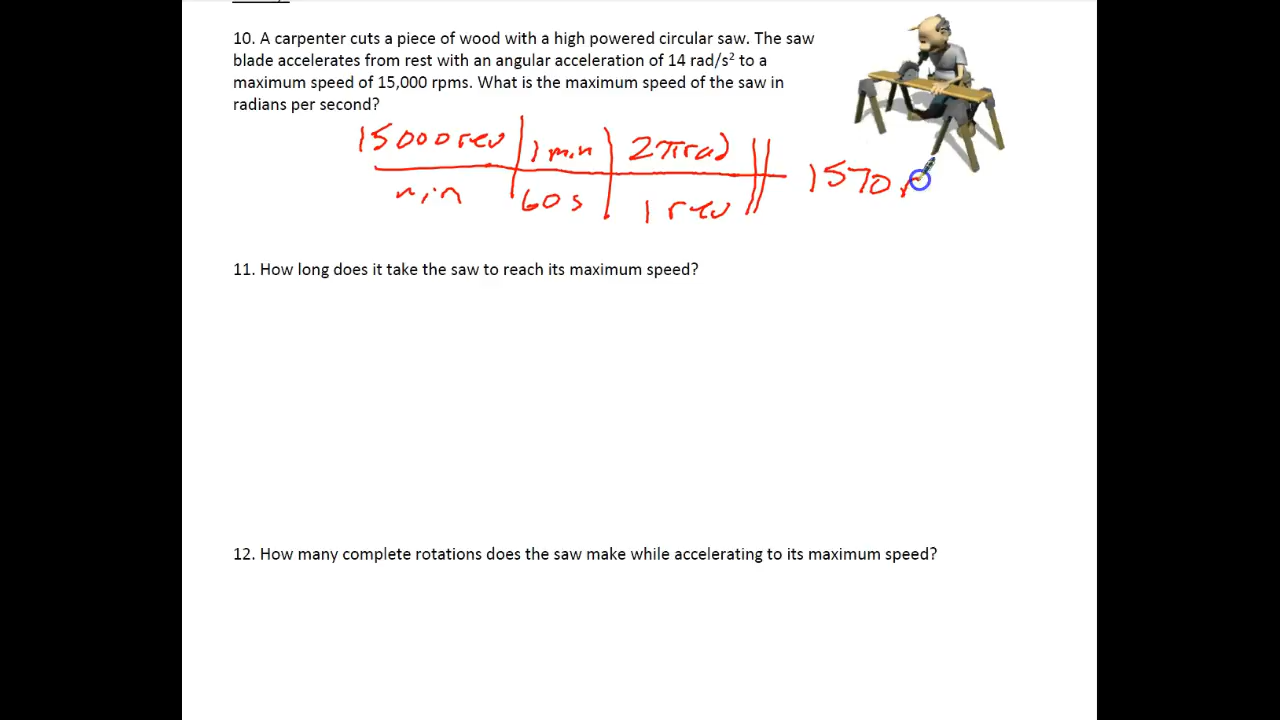 10. A carpenter cuts a piece of wood with a high powered circular saw. The saw
blade accelerates from rest with an angular acceleration of 14 rad/s² to a
maximum speed of 15,000 rpms. What is the maximum speed of the saw in
radians per second?
15000 rev 1 min 2π rad
min 60 s 1 rev
1570 r
11. How long does it take the saw to reach its maximum speed?
12. How many complete rotations does the saw make while accelerating to its maximum speed?